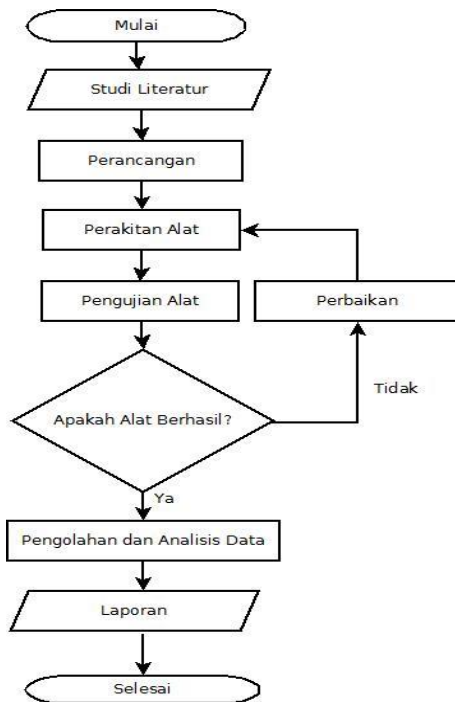 Mulai
Studi Literatur
Perancangan
Perakitan Alat
Pengujian Alat
Perbaikan
Tidak
Apakah Alat Berhasil?
Ya
Pengolahan dan Analisis Data
Laporan
Selesai